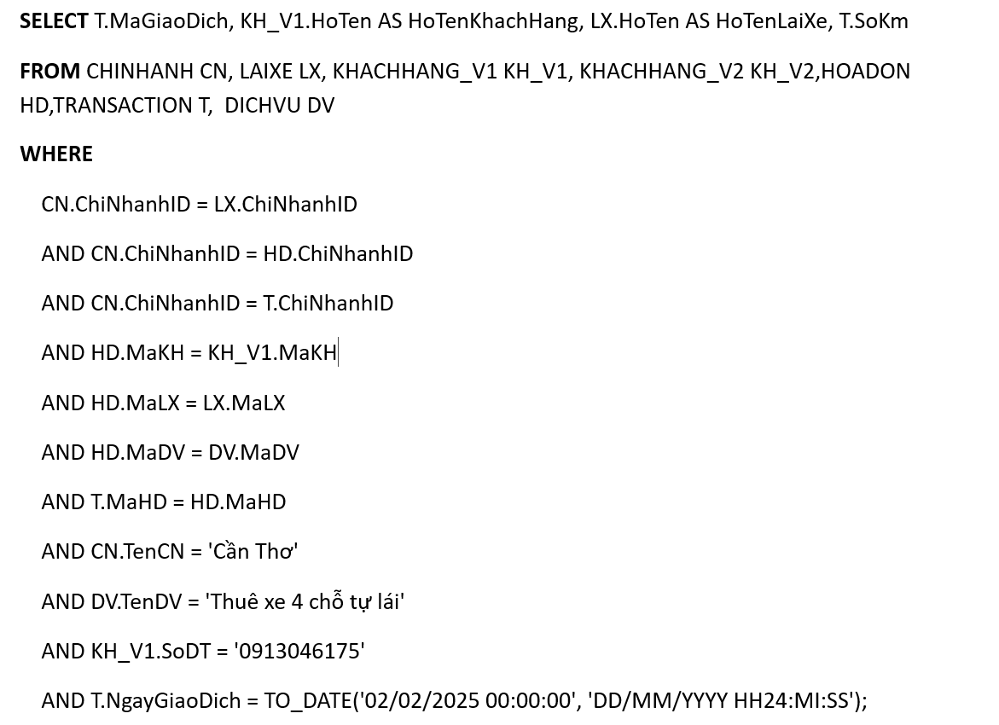 SELECT T.MaGiaoDich, KH_V1.HoTen AS HoTenKhachHang, LX.HoTen AS HoTenLaiXe, T.SoKm
FROM CHINHANH CN, LAIXE LX, KHACHHANG_V1 KH_V1, KHACHHANG_V2 KH_V2,HOADON
HD,TRANSACTION T,  DICHVU DV
WHERE
CN.ChiNhanhID = LX.ChiNhanhID
AND CN.ChiNhanhID = HD.ChiNhanhID
AND CN.ChiNhanhID = T.ChiNhanhID
AND HD.MaKH = KH_V1.MaKH
AND HD.MaLX = LX.MaLX
AND HD.MaDV = DV.MaDV
AND T.MaHD = HD.MaHD
AND CN.TenCN = 'Cần Thơ'
AND DV.TenDV = 'Thuê xe 4 chỗ tự lái'
AND KH_V1.SoDT = '0913046175'
AND T.NgayGiaoDich = TO_DATE('02/02/2025 00:00:00', 'DD/MM/YYYY HH24:MI:SS');